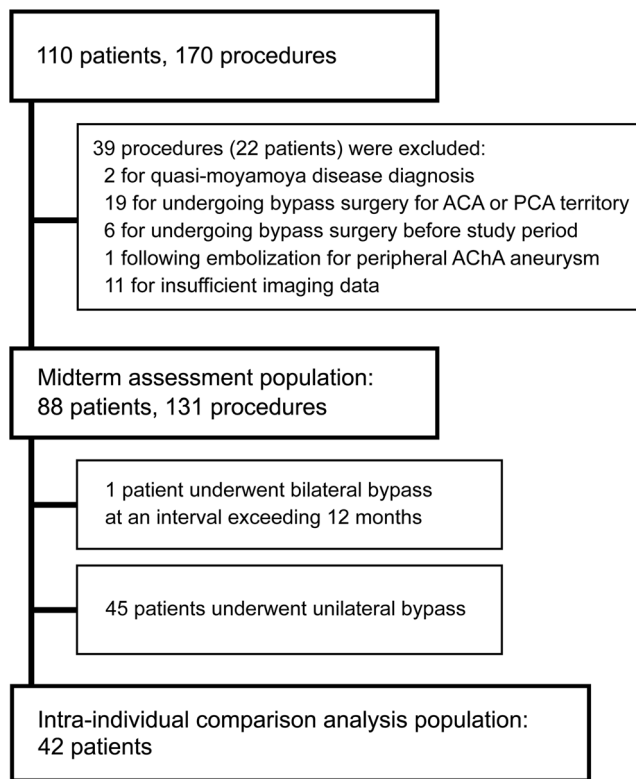 110 patients, 170 procedures
39 procedures (22 patients) were excluded:
2 for quasi-moyamoya disease diagnosis
19 for undergoing bypass surgery for ACA or PCA territory
6 for undergoing bypass surgery before study period
1 following embolization for peripheral AChA aneurysm
11 for insufficient imaging data
Midterm assessment population:
88 patients, 131 procedures
1 patient underwent bilateral bypass
at an interval exceeding 12 months
45 patients underwent unilateral bypass
Intra-individual comparison analysis population:
42 patients